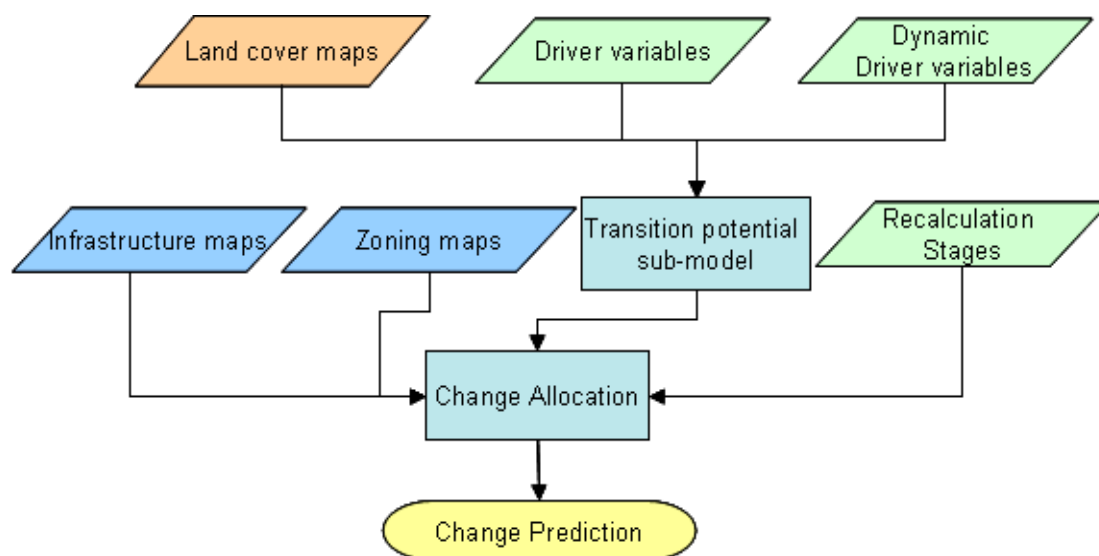 Land cover maps
Driver variables
Dynamic
Driver variables
Infrastructure maps
Zoning maps
Transition potential
sub-model
Recalculation
Stages
Change Allocation
Change Prediction